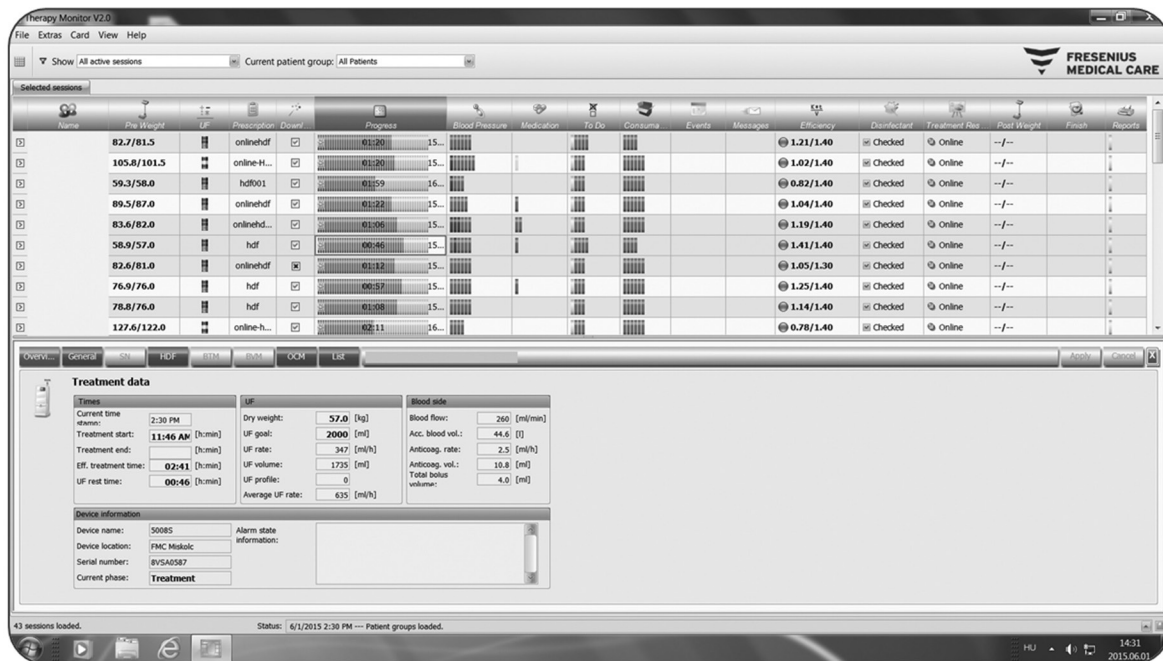 Therapy Monitor V2.0
File Extras Card View Help
Show All active sessions Current patient group: All Patients
FRESENIUS
MEDICAL CARE
Selected sessions
Name Pre Weight UF Prescription Downl Progress Blood Pressure Medication To Do Consuma Events Messages Efficiency Disinfectant Treatment Res Post Weight Finish Reports
82.7/81.5 onlinehdf 01:20 15... 1.21/1.40 Checked Online --/--
105.8/101.5 online-H... 01:20 15... 1.02/1.40 Checked Online --/--
59.3/58.0 hdf001 01:59 16... 0.82/1.40 Checked Online --/--
89.5/87.0 onlinehdf 01:22 15... 1.04/1.40 Checked Online --/--
83.6/82.0 onlinehd... 01:06 15... 1.19/1.40 Checked Online --/--
58.9/57.0 hdf 00:46 15... 1.41/1.40 Checked Online --/--
82.6/81.0 onlinehdf 01:12 15... 1.05/1.30 Checked Online --/--
76.9/76.0 hdf 00:57 15... 1.25/1.40 Checked Online --/--
78.8/76.0 hdf 01:08 15... 1.14/1.40 Checked Online --/--
127.6/122.0 online-h... 02:11 16... 0.78/1.40 Checked Online --/--
Overvi... General SN HDF BTM BVM OCM List Apply Cancel X
Treatment data
Times
Current time
stamp: 2:30 PM
Treatment start: 11:46 AM [h:min]
Treatment end: [h:min]
Eff. treatment time: 02:41 [h:min]
UF rest time: 00:46 [h:min]
UF
Dry weight: 57.0 [kg]
UF goal: 2000 [ml]
UF rate: 347 [ml/h]
UF volume: 1735 [ml]
UF profile: 0
Average UF rate: 635 [ml/h]
Blood side
Blood flow: 260 [ml/min]
Acc. blood vol.: 44.6 [l]
Anticoag. rate: 2.5 [ml/h]
Anticoag. vol.: 10.8 [ml]
Total bolus
volume: 4.0 [ml]
Device information
Device name: 5008S
Device location: FMC Miskolc
Serial number: 8VSA0587
Current phase: Treatment
Alarm state
information:
43 sessions loaded. Status: 6/1/2015 2:30 PM --- Patient groups loaded.
HU 14:31
2015.06.01